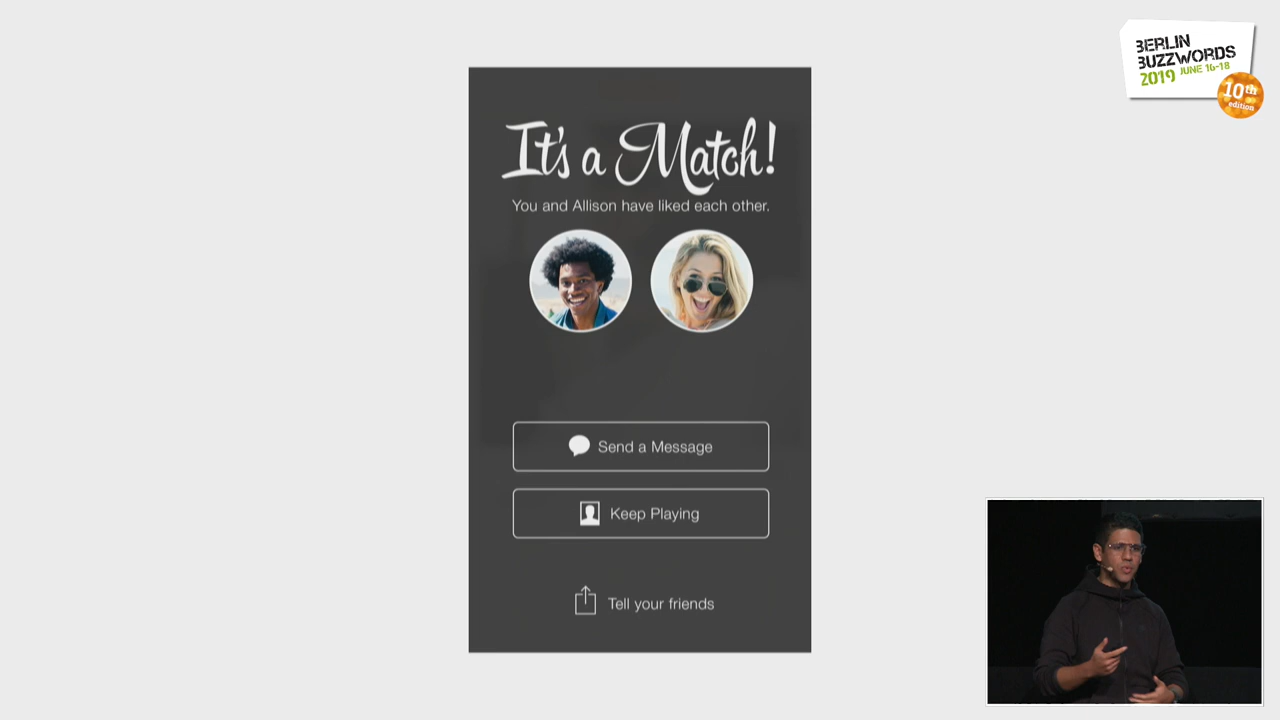 BERLIN
BUZZWORDS
2019 JUNE 16-18
10th
edition
It's a Match!
You and Allison have liked each other.
Send a Message
Keep Playing
Tell your friends